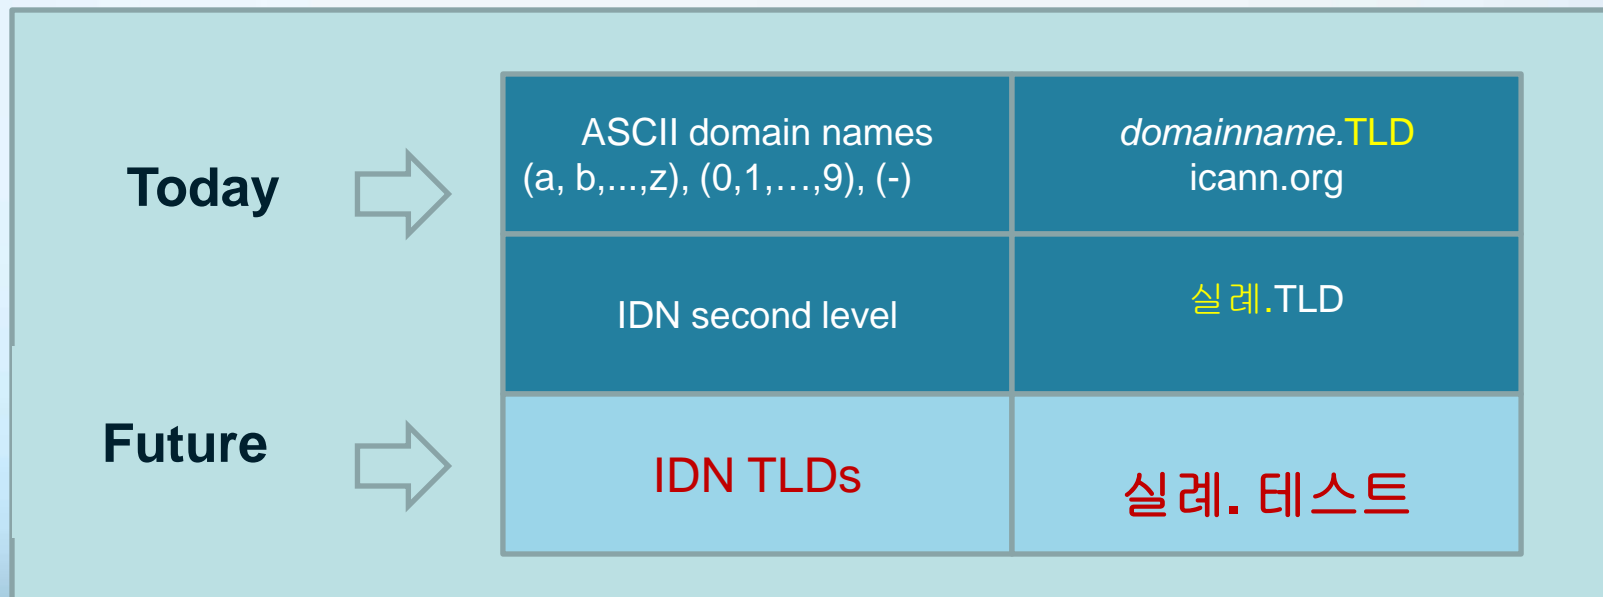 Today
ASCII domain names
(a, b,...,z), (0,1,…,9), (-)
domainname.TLD
icann.org
IDN second level
실례.TLD
Future
IDN TLDs
실례. 테스트